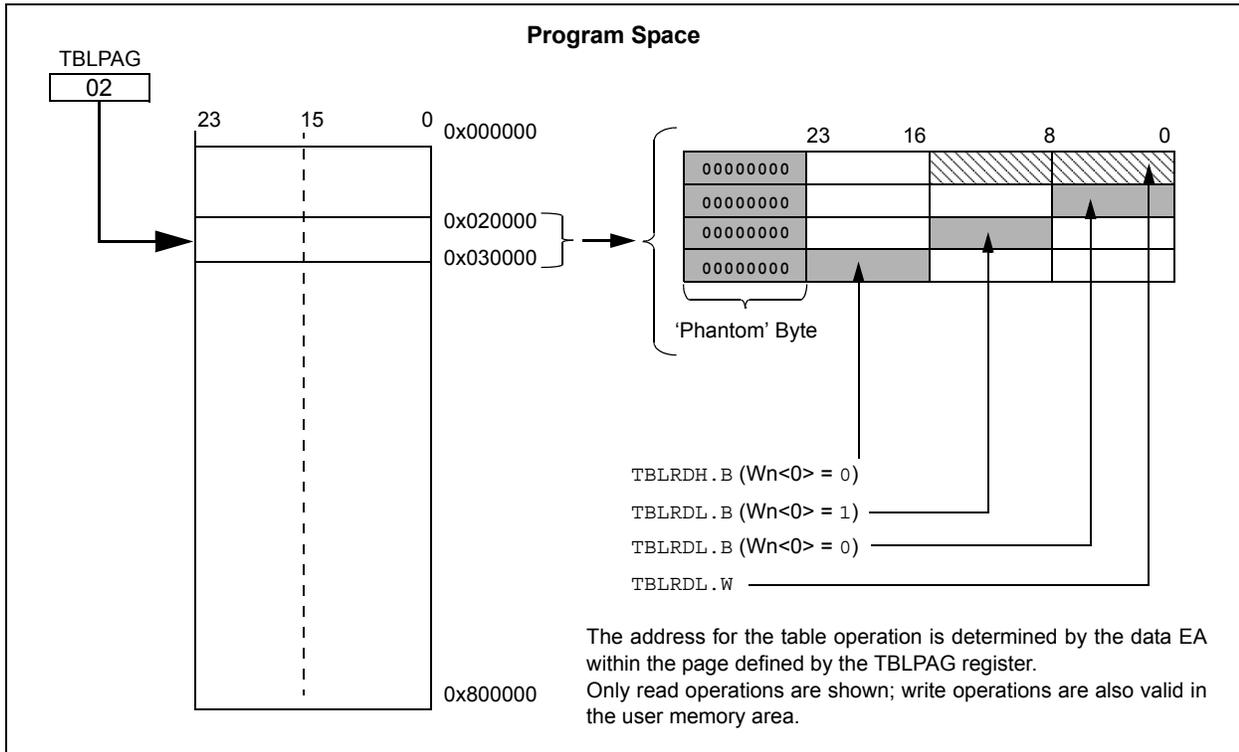 Program Space
TBLPAG
02
23 15 0
0x000000
0x020000
0x030000
0x800000
23 16 8 0
00000000
00000000
00000000
00000000
‘Phantom’ Byte
TBLRDH.B (Wn<0> = 0)
TBLRDL.B (Wn<0> = 1)
TBLRDL.B (Wn<0> = 0)
TBLRDL.W
The address for the table operation is determined by the data EA
within the page defined by the TBLPAG register.
Only read operations are shown; write operations are also valid in
the user memory area.